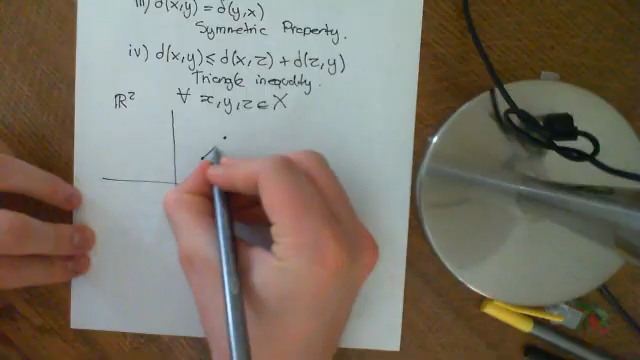 iii) d(x,y) = d(y,x)
Symmetric Property.
iv) d(x,y) ≤ d(x,z) + d(z,y)
Triangle inequality.
∀ x,y,z ∈ X
ℝ²